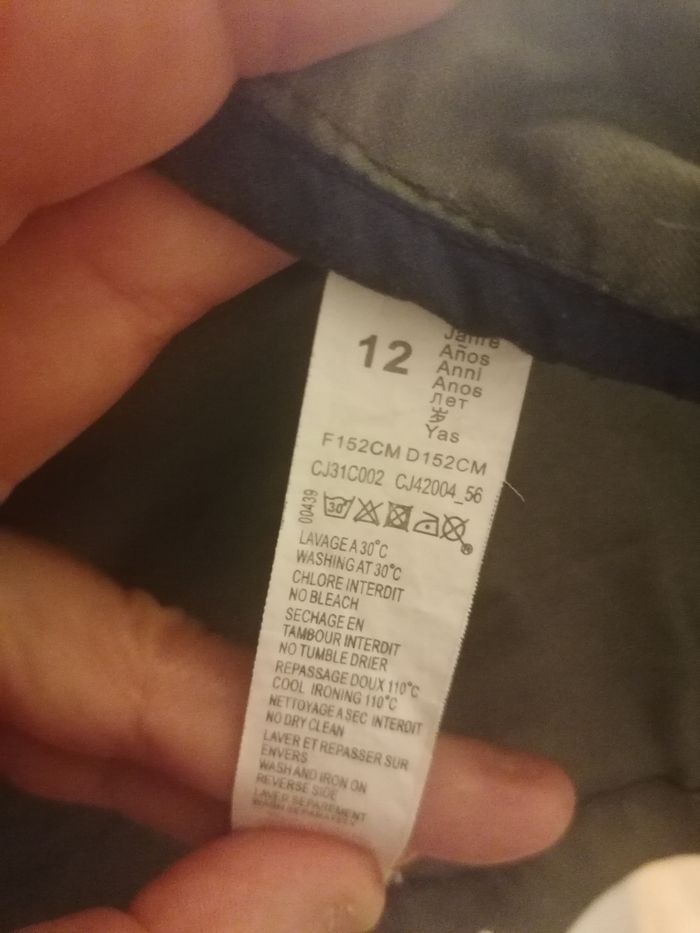 12
Jahre
Años
Anni
Anos
лет
岁
Yas
F152CM D152CM
CJ31C002 CJ42004_56
00439
30
LAVAGE A 30°C
WASHING AT 30°C
CHLORE INTERDIT
NO BLEACH
SECHAGE EN
TAMBOUR INTERDIT
NO TUMBLE DRIER
REPASSAGE DOUX 110°C
COOL IRONING 110°C
NETTOYAGE A SEC INTERDIT
NO DRY CLEAN
LAVER ET REPASSER SUR
ENVERS
WASH AND IRON ON
REVERSE SIDE
LAVER SEPAREMENT